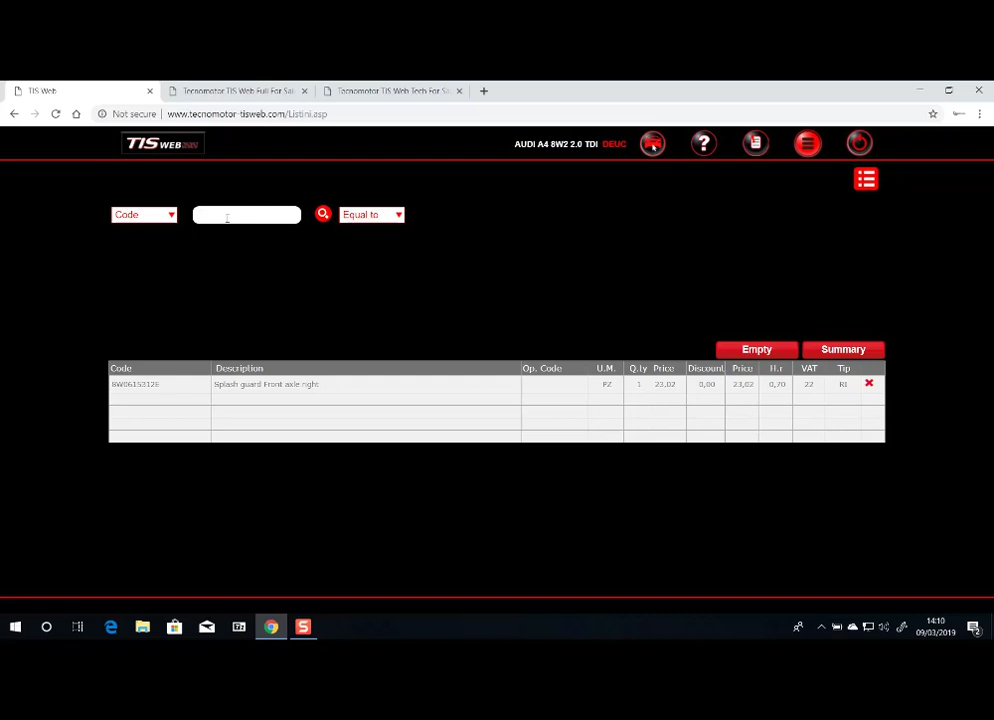 TIS Web
Tecnomotor TIS Web Full For Sal
Tecnomotor TIS Web Tech For Sa
Not secure
www.tecnomotor-tisweb.com/Listini.asp
TIS WEB
AUDI A4 8W2 2.0 TDI DEUC
?
Code
Equal to
Empty
Summary
Code Description Op. Code U.M. Q.ty Price Discount Price H.r VAT Tip
8W0615312E Splash guard Front axle right PZ 1 23,02 0,00 23,02 0,70 22 RI
14:10
09/03/2019
2